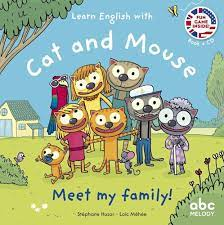 Learn English with
Cat and Mouse
FUN
GAME
INSIDE!
Book + CD
Meet my family!
Stéphane Husar · Loïc Méhée
abc
MELODY